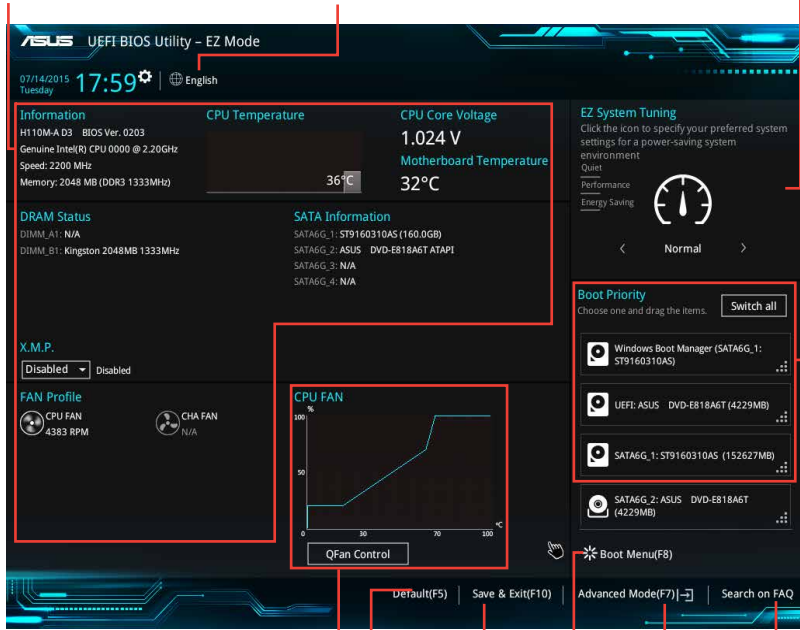 ASUS UEFI BIOS Utility – EZ Mode
07/14/2015
Tuesday
17:59
English
Information
H110M-A D3 BIOS Ver. 0203
Genuine Intel(R) CPU 0000 @ 2.20GHz
Speed: 2200 MHz
Memory: 2048 MB (DDR3 1333MHz)
CPU Temperature
36°C
CPU Core Voltage
1.024 V
Motherboard Temperature
32°C
EZ System Tuning
Click the icon to specify your preferred system
settings for a power-saving system
environment
Quiet
Performance
Energy Saving
Normal
DRAM Status
DIMM_A1: N/A
DIMM_B1: Kingston 2048MB 1333MHz
SATA Information
SATA6G_1: ST9160310AS (160.0GB)
SATA6G_2: ASUS DVD-E818A6T ATAPI
SATA6G_3: N/A
SATA6G_4: N/A
X.M.P.
Disabled
Disabled
FAN Profile
CPU FAN
4383 RPM
CHA FAN
N/A
CPU FAN
%
100
50
0
30
70
100
°C
QFan Control
Boot Priority
Choose one and drag the items.
Switch all
Windows Boot Manager (SATA6G_1:
ST9160310AS)
UEFI: ASUS DVD-E818A6T (4229MB)
SATA6G_1: ST9160310AS (152627MB)
SATA6G_2: ASUS DVD-E818A6T
(4229MB)
Boot Menu(F8)
Default(F5)
Save & Exit(F10)
Advanced Mode(F7)
Search on FAQ